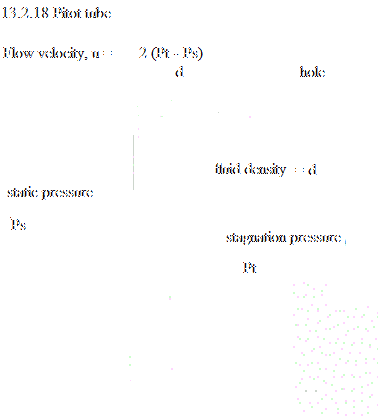 13.2.18 Pitot tube
Flow velocity, u = 2 (Pt - Ps)
d
hole
fluid density = d
static pressure
Ps
stagnation pressure,
Pt